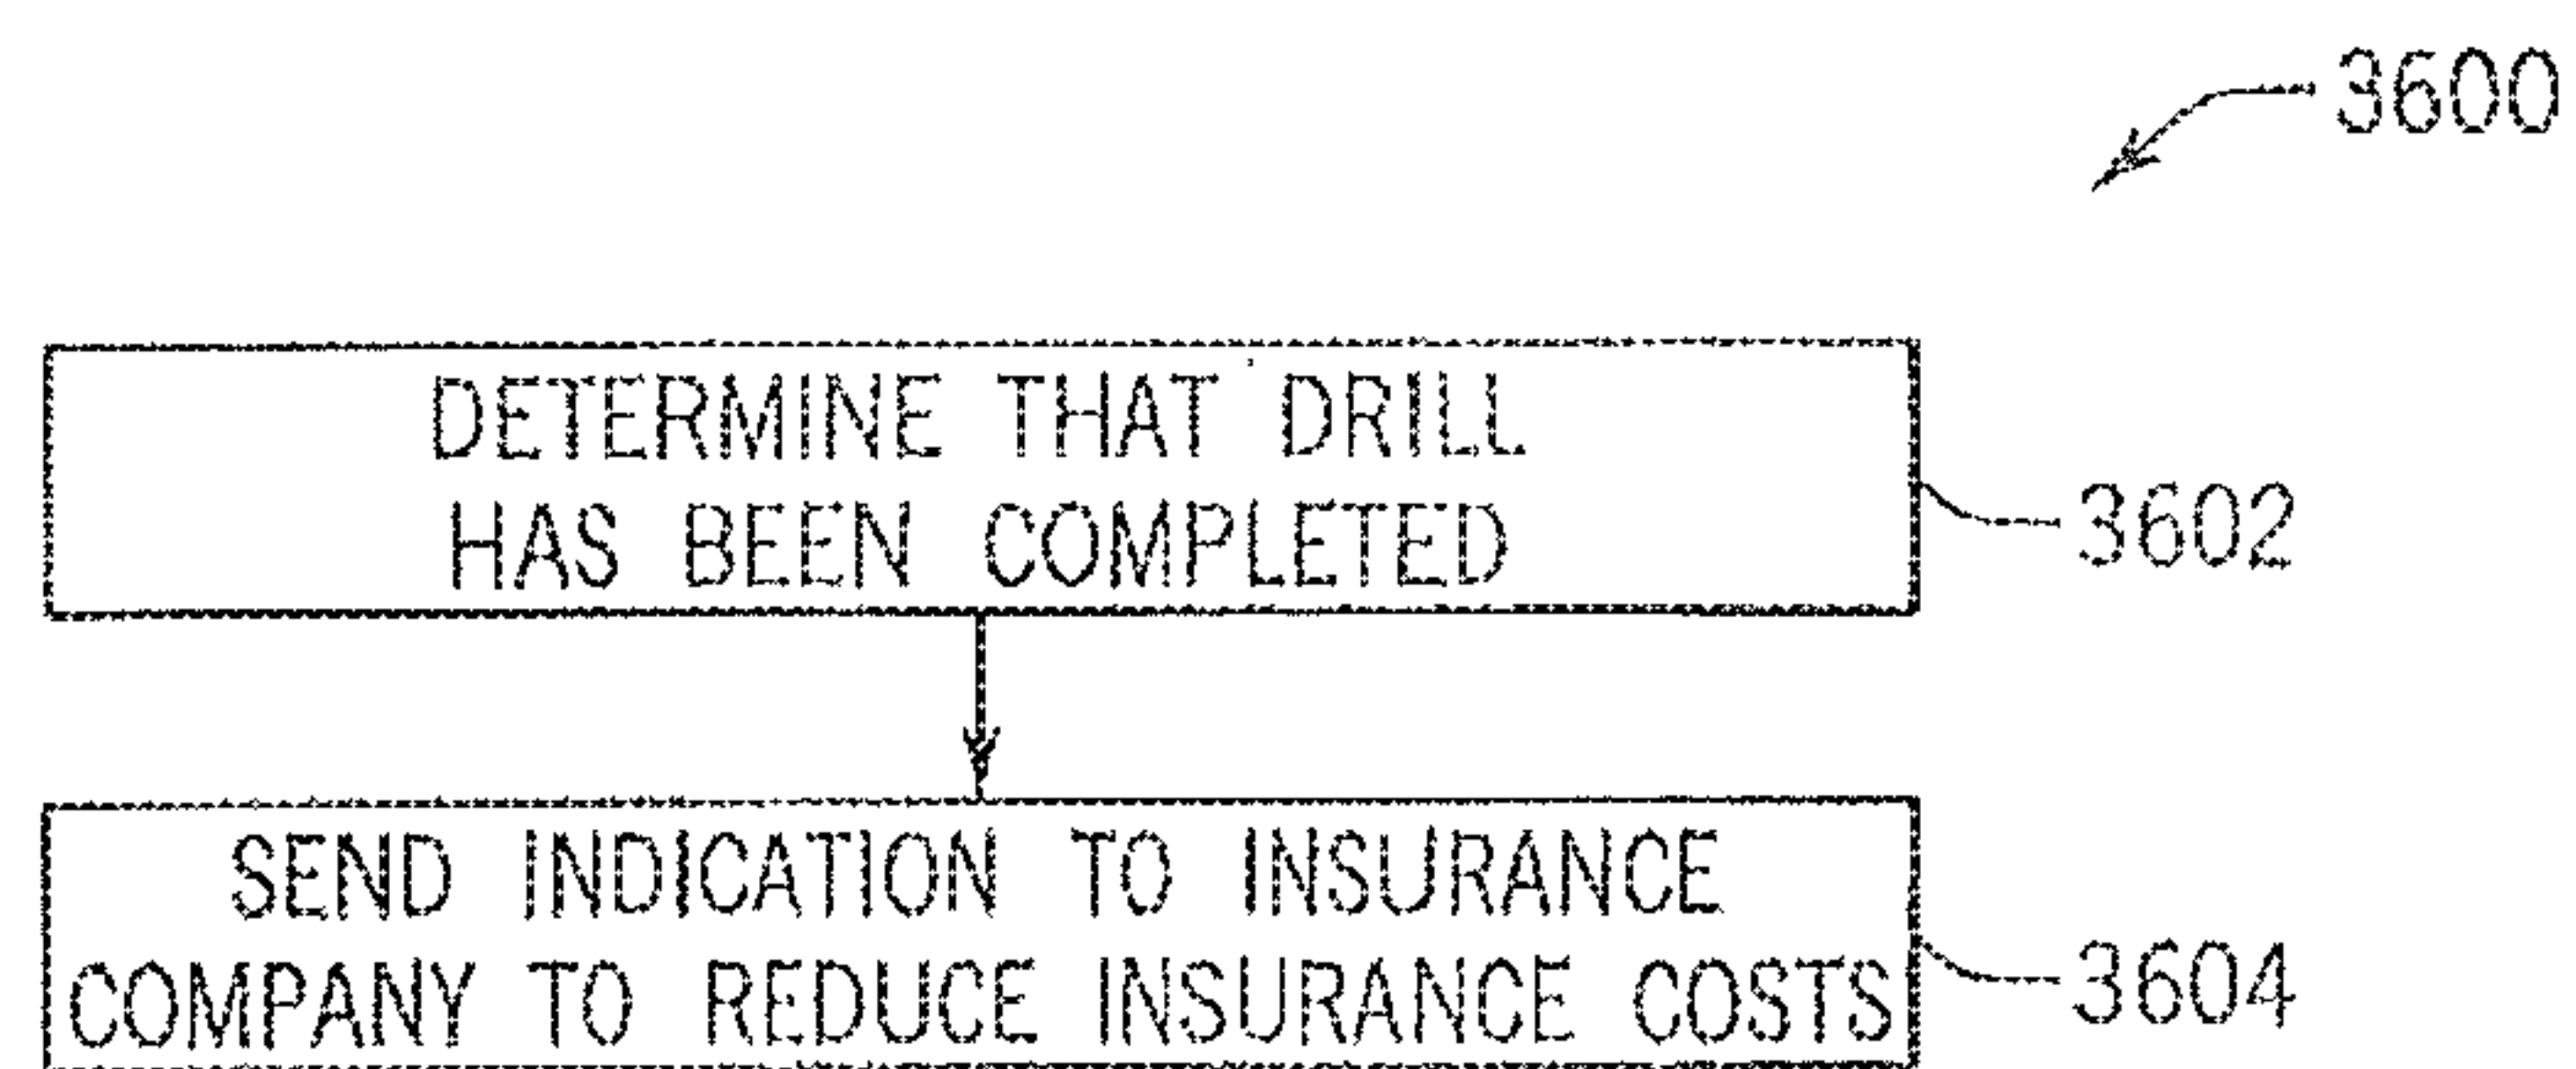 3600
DETERMINE THAT DRILL
HAS BEEN COMPLETED
3602
SEND INDICATION TO INSURANCE
COMPANY TO REDUCE INSURANCE COSTS
3604